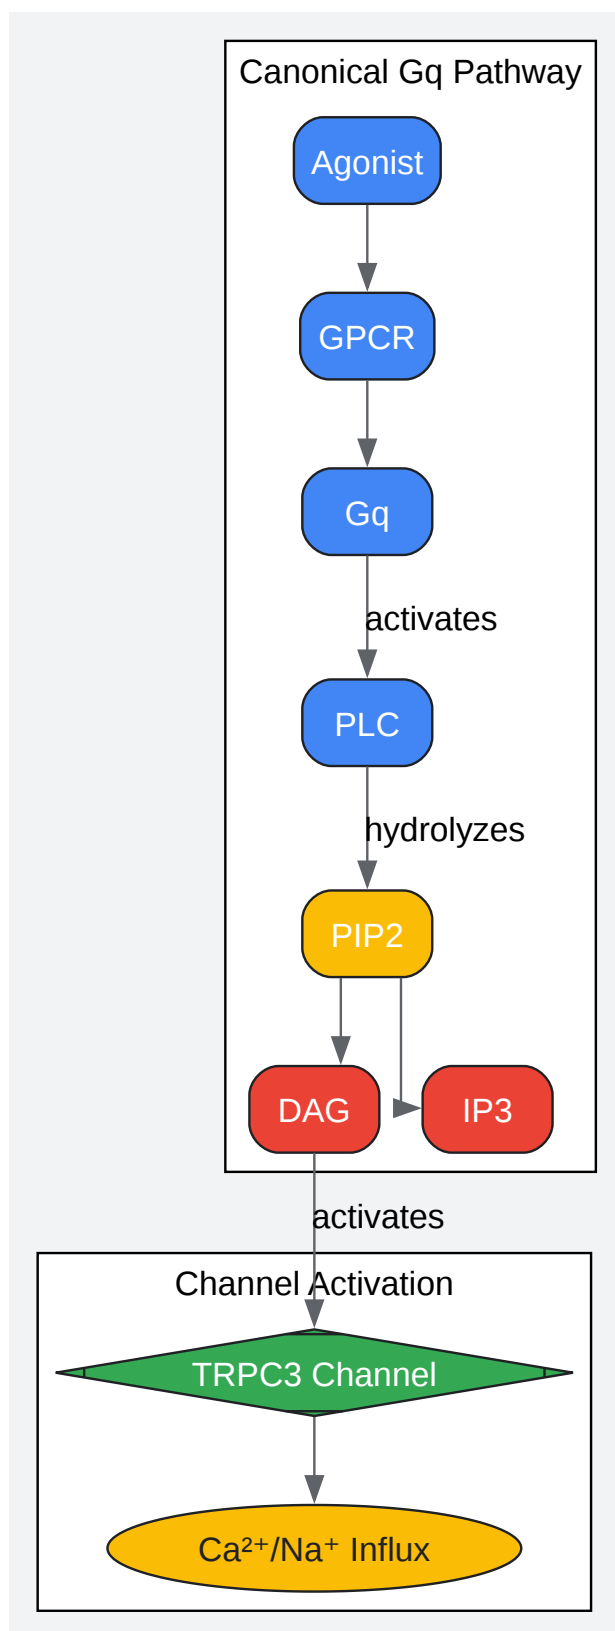 Canonical Gq Pathway
Agonist
GPCR
Gq
activates
PLC
hydrolyzes
PIP2
DAG
IP3
activates
Channel Activation
TRPC3 Channel
Ca²⁺/Na⁺ Influx